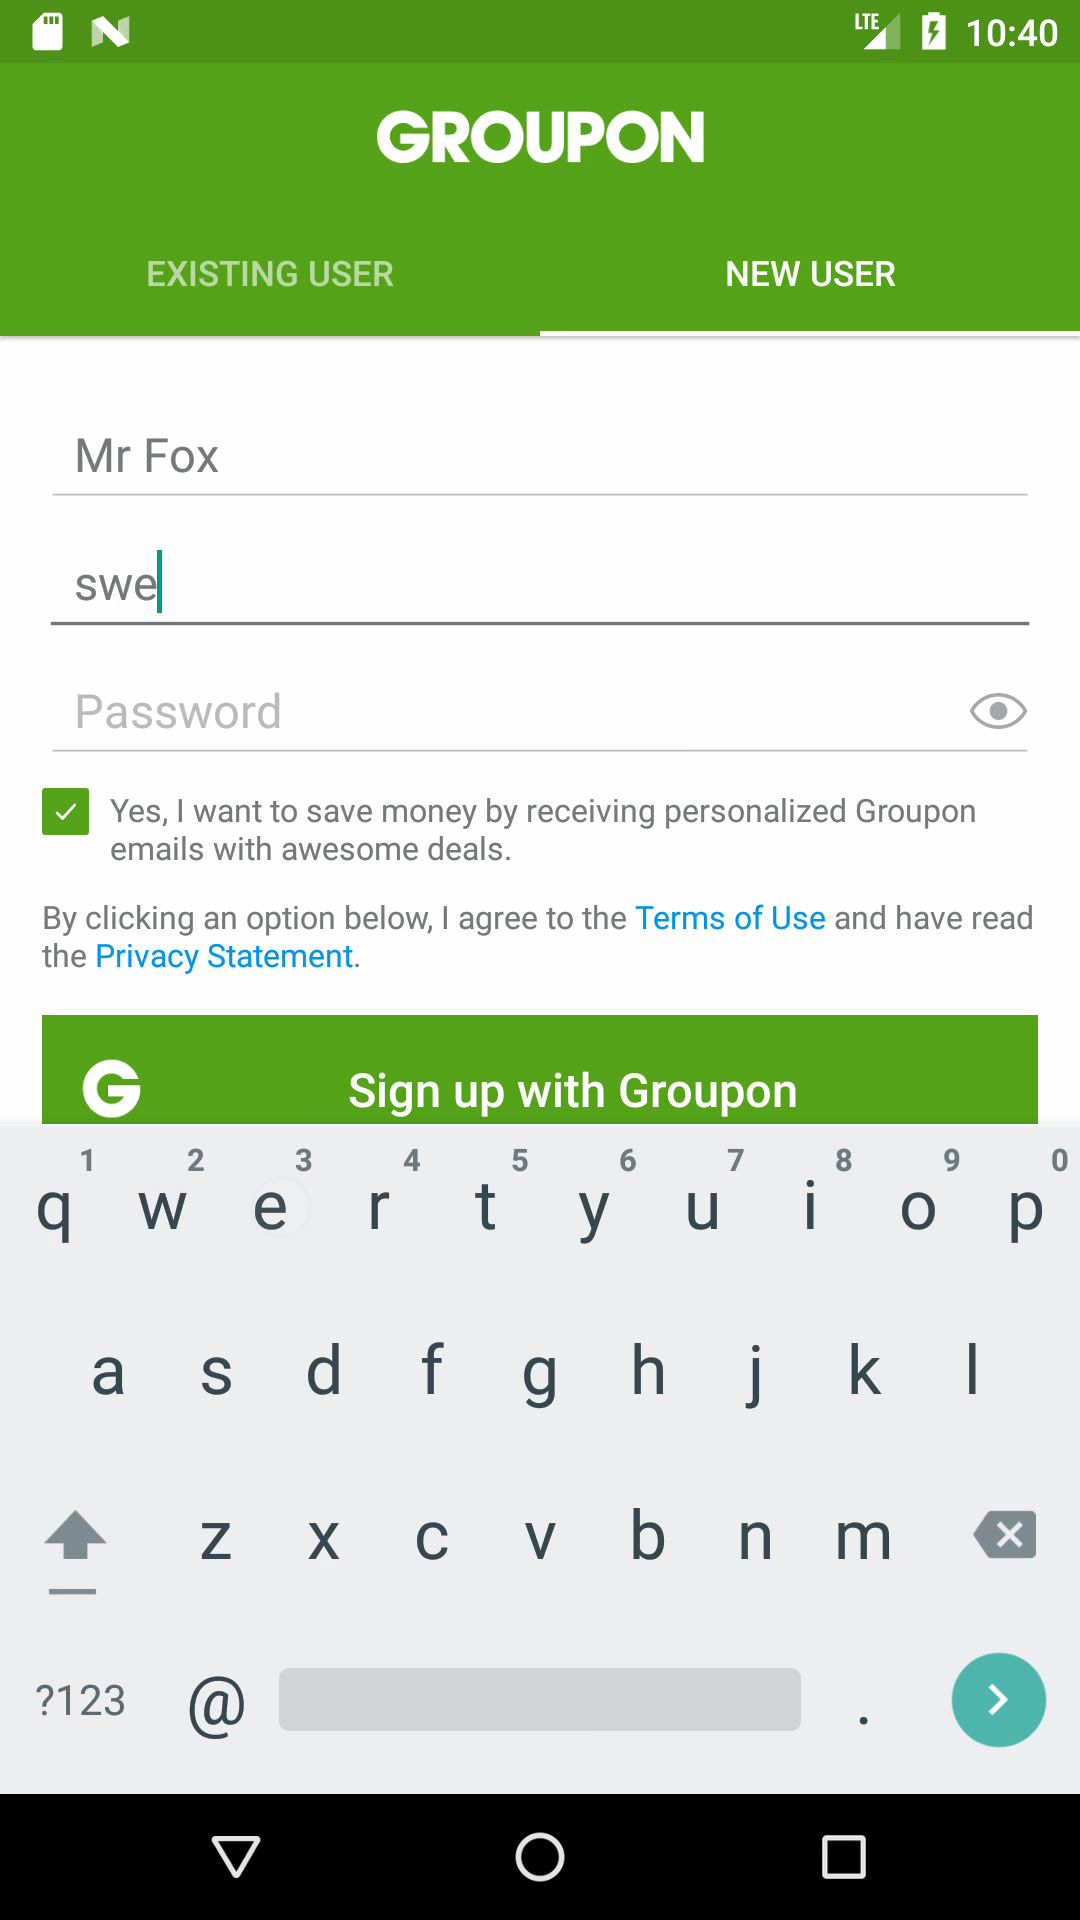 LTE 10:40
GROUPON
EXISTING USER NEW USER
Mr Fox
swe
Password
Yes, I want to save money by receiving personalized Groupon
emails with awesome deals.
By clicking an option below, I agree to the Terms of Use and have read
the Privacy Statement.
G Sign up with Groupon
1 2 3 4 5 6 7 8 9 0
q w e r t y u i o p
a s d f g h j k l
z x c v b n m
?123 @ .